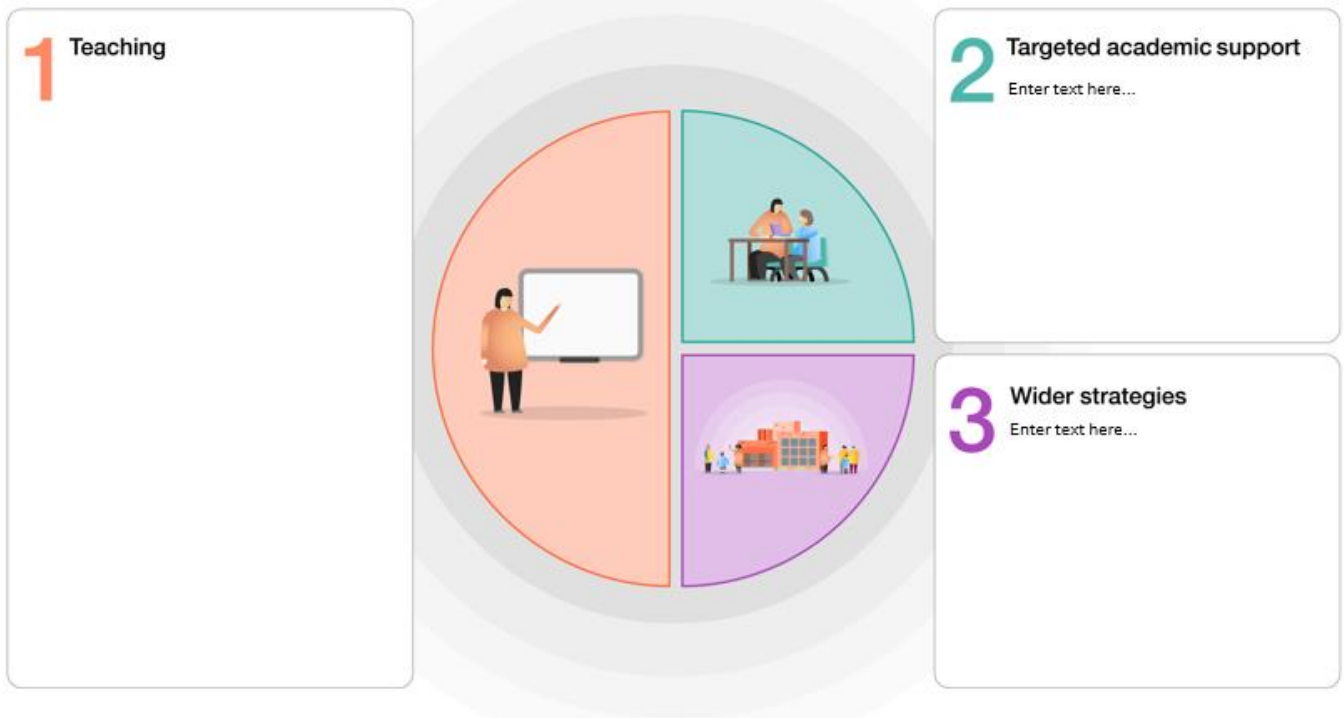 1 Teaching
2 Targeted academic support
Enter text here...
3 Wider strategies
Enter text here...